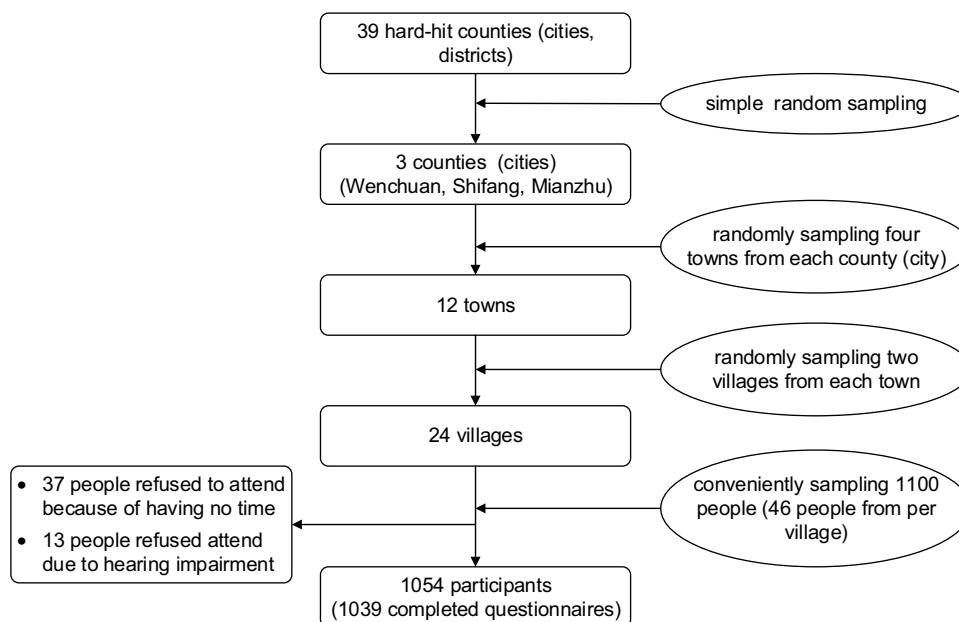 39 hard-hit counties (cities,
districts)
simple random sampling
3 counties (cities)
(Wenchuan, Shifang, Mianzhu)
randomly sampling four
towns from each county (city)
12 towns
randomly sampling two
villages from each town
24 villages
• 37 people refused to attend
because of having no time
• 13 people refused attend
due to hearing impairment
conveniently sampling 1100
people (46 people from per
village)
1054 participants
(1039 completed questionnaires)